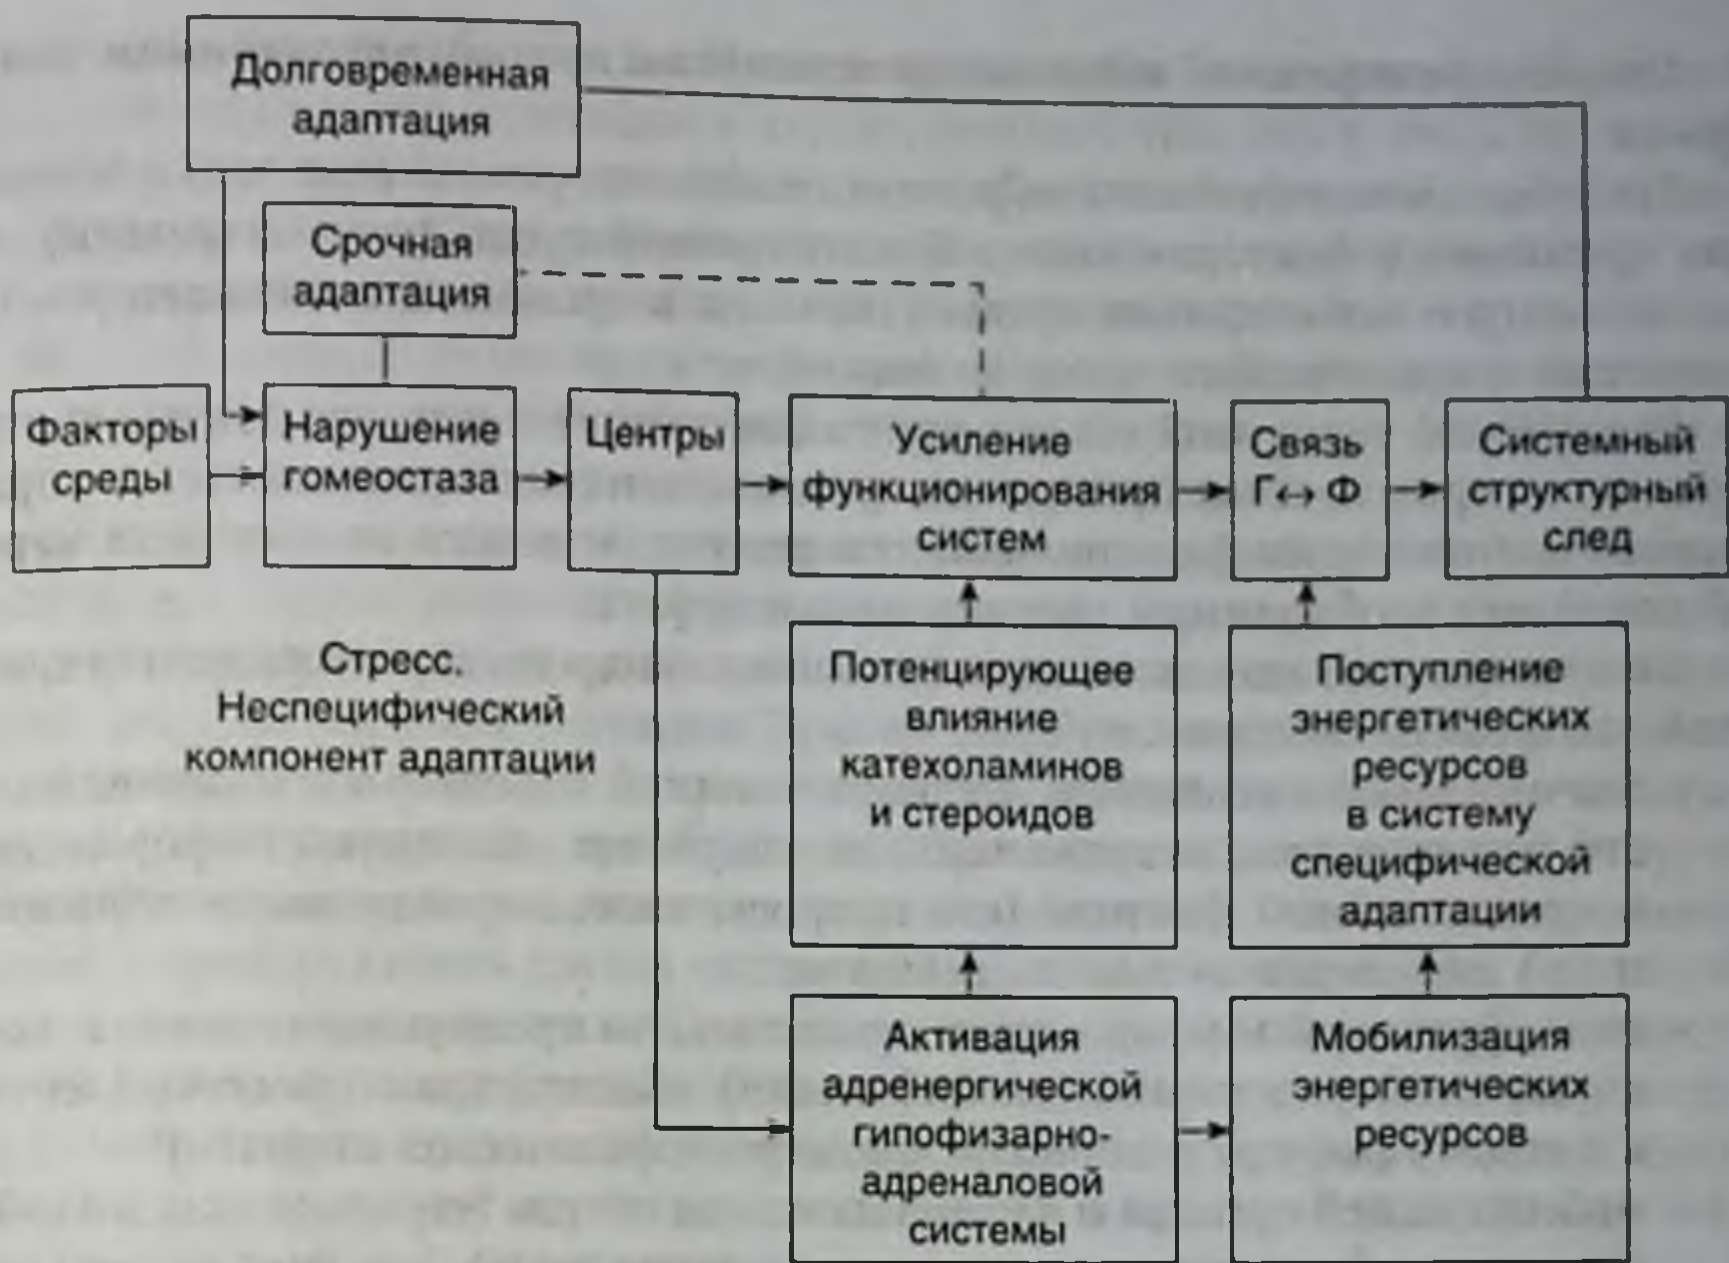 Долговременная
адаптация
Срочная
адаптация
Факторы
среды
Нарушение
гомеостаза
Центры
Усиление
функционирования
систем
Связь
Г↔Ф
Системный
структурный
след
Стресс.
Неспецифический
компонент адаптации
Потенцирующее
влияние
катехоламинов
и стероидов
Поступление
энергетических
ресурсов
в систему
специфической
адаптации
Активация
адренергической
гипофизарно-
адреналовой
системы
Мобилизация
энергетических
ресурсов